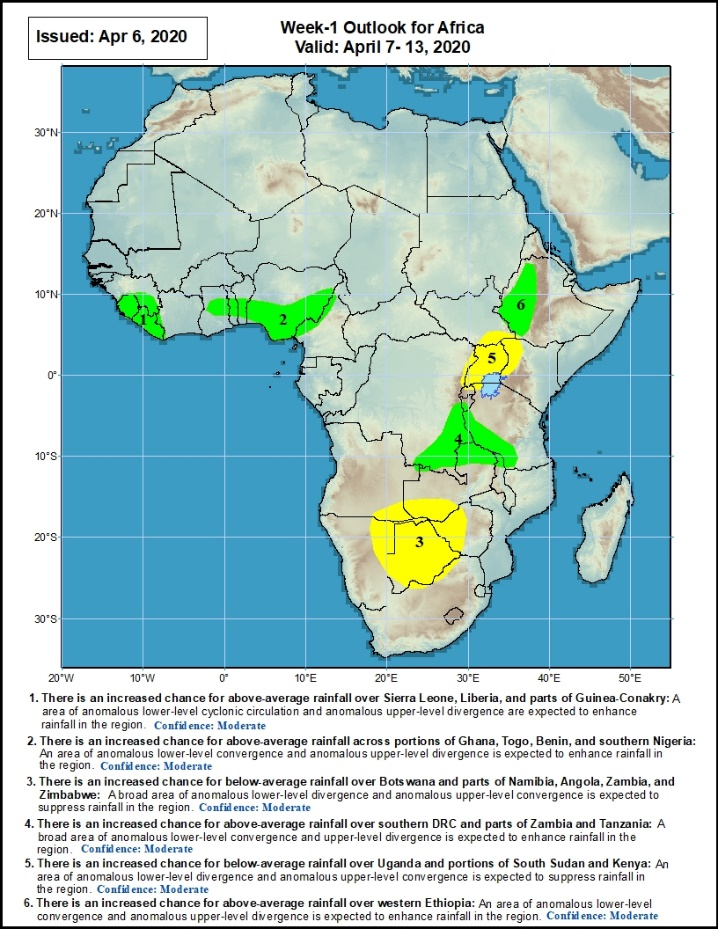 Issued: Apr 6, 2020
Week-1 Outlook for Africa
Valid: April 7- 13, 2020
30°N
20°N
10°N
0°
10°S
20°S
30°S
1
2
6
5
4
3
20°W
10°W
0°
10°E
20°E
30°E
40°E
50°E
1. There is an increased chance for above-average rainfall over Sierra Leone, Liberia, and parts of Guinea-Conakry: A
area of anomalous lower-level cyclonic circulation and anomalous upper-level divergence are expected to enhance
rainfall in the region. Confidence: Moderate
2. There is an increased chance for above-average rainfall across portions of Ghana, Togo, Benin, and southern Nigeria:
An area of anomalous lower-level convergence and anomalous upper-level divergence is expected to enhance rainfall in
the region. Confidence: Moderate
3. There is an increased chance for below-average rainfall over Botswana and parts of Namibia, Angola, Zambia, and
Zimbabwe: A broad area of anomalous lower-level divergence and anomalous upper-level convergence is expected to
suppress rainfall in the region. Confidence: Moderate
4. There is an increased chance for above-average rainfall over southern DRC and parts of Zambia and Tanzania: A
broad area of anomalous lower-level convergence and upper-level divergence is expected to enhance rainfall in the
region. Confidence: Moderate
5. There is an increased chance for below-average rainfall over Uganda and portions of South Sudan and Kenya: An
area of anomalous lower-level divergence and anomalous upper-level convergence is expected to suppress rainfall in
the region. Confidence: Moderate
6. There is an increased chance for above-average rainfall over western Ethiopia: An area of anomalous lower-level
convergence and anomalous upper-level divergence is expected to enhance rainfall in the region. Confidence: Moderate